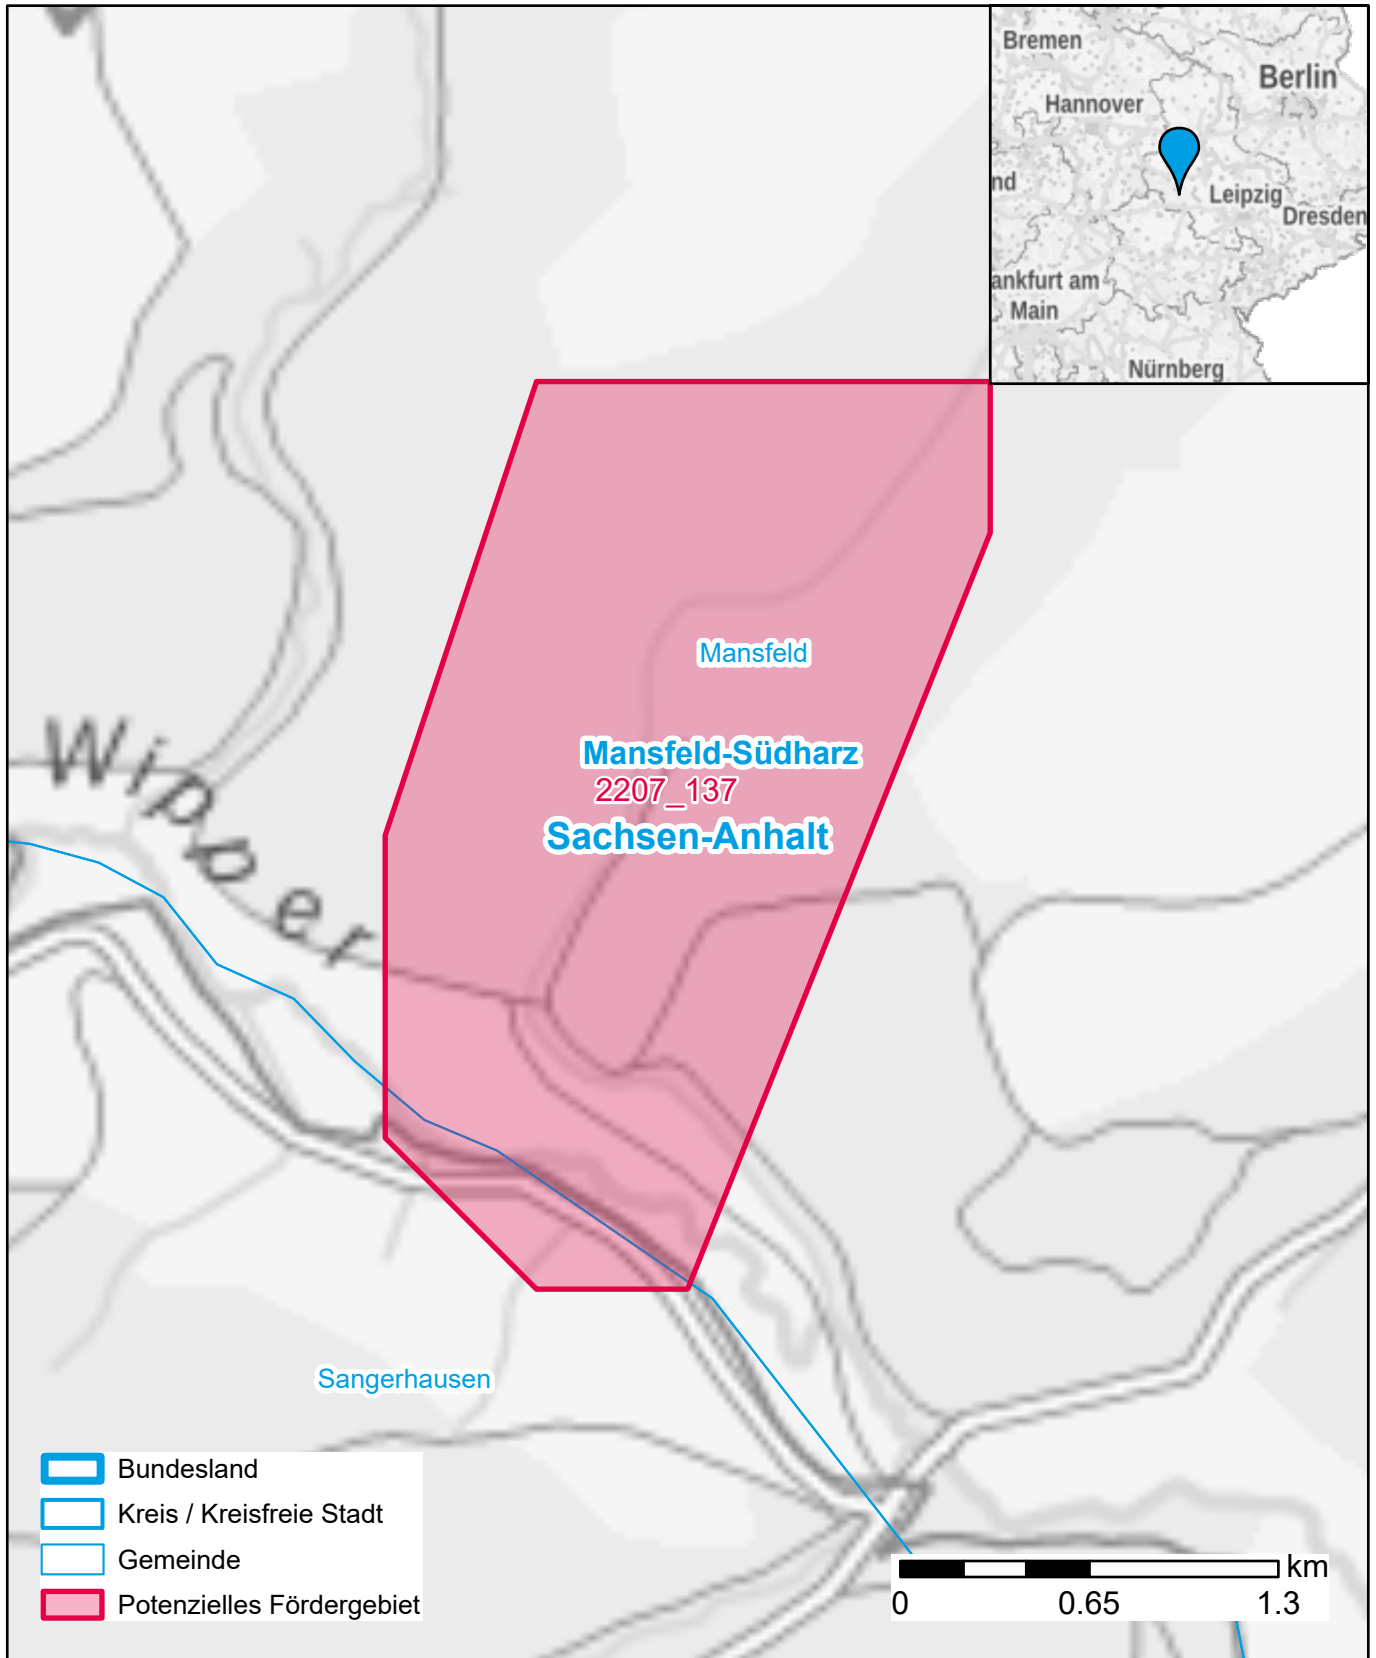 Bremen
Berlin
Hannover
nd
Leipzig
Dresden
ankfurt am
Main
Nürnberg
Mansfeld
Wipper
Mansfeld-Südharz
2207_137
Sachsen-Anhalt
Sangerhausen
Bundesland
Kreis / Kreisfreie Stadt
Gemeinde
Potenzielles Fördergebiet
km
0 0.65 1.3